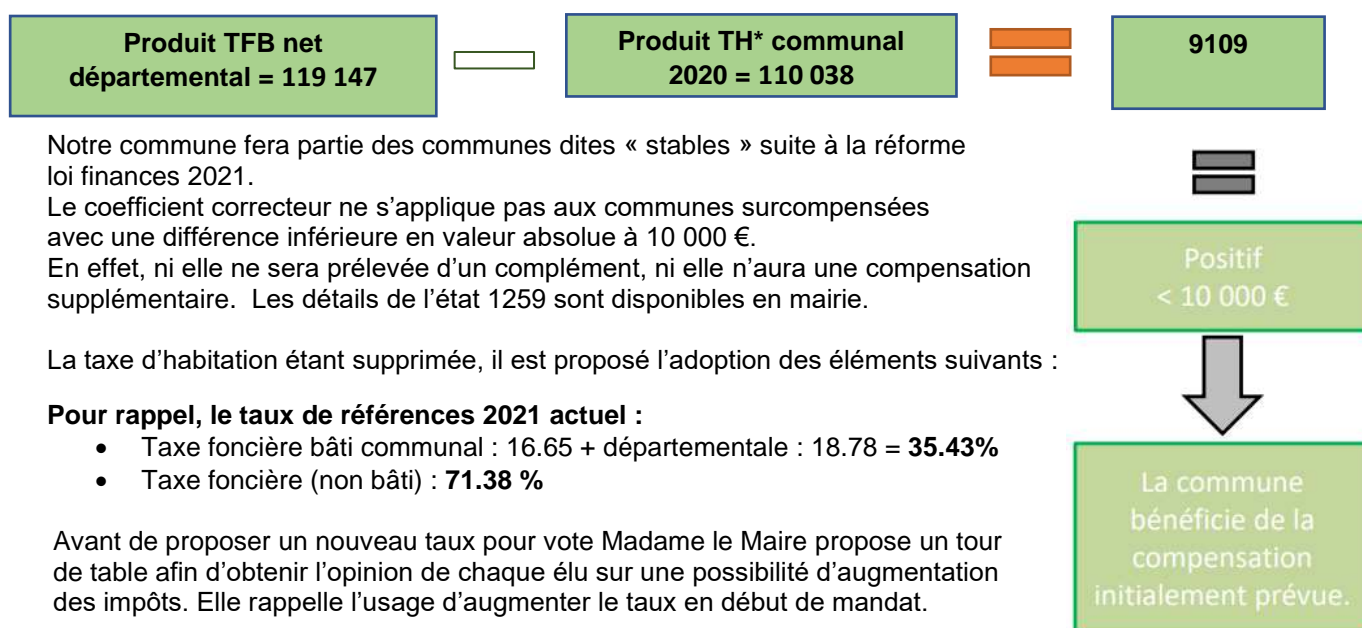 Produit TFB net
départemental = 119 147
Produit TH* communal
2020 = 110 038
9109
Notre commune fera partie des communes dites « stables » suite à la réforme
loi finances 2021.
Le coefficient correcteur ne s’applique pas aux communes surcompensées
avec une différence inférieure en valeur absolue à 10 000 €.
En effet, ni elle ne sera prélevée d’un complément, ni elle n’aura une compensation
supplémentaire. Les détails de l’état 1259 sont disponibles en mairie.
La taxe d’habitation étant supprimée, il est proposé l’adoption des éléments suivants :
Pour rappel, le taux de références 2021 actuel :
• Taxe foncière bâti communal : 16.65 + départementale : 18.78 = 35.43%
• Taxe foncière (non bâti) : 71.38 %
Avant de proposer un nouveau taux pour vote Madame le Maire propose un tour
de table afin d’obtenir l’opinion de chaque élu sur une possibilité d’augmentation
des impôts. Elle rappelle l’usage d’augmenter le taux en début de mandat.
Positif
< 10 000 €
La commune
bénéficie de la
compensation
initialement prévue.